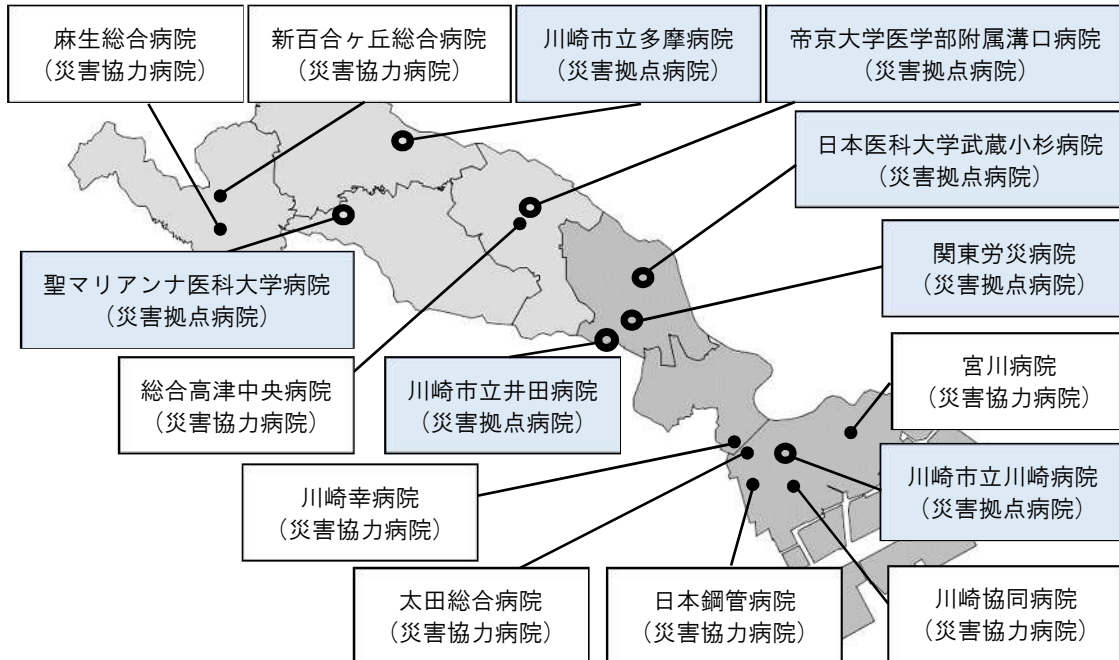 麻生総合病院
（災害協力病院）
新百合ヶ丘総合病院
（災害協力病院）
川崎市立多摩病院
（災害拠点病院）
帝京大学医学部附属溝口病院
（災害拠点病院）
日本医科大学武蔵小杉病院
（災害拠点病院）
聖マリアンナ医科大学病院
（災害拠点病院）
関東労災病院
（災害拠点病院）
総合高津中央病院
（災害協力病院）
川崎市立井田病院
（災害拠点病院）
宮川病院
（災害協力病院）
川崎幸病院
（災害協力病院）
川崎市立川崎病院
（災害拠点病院）
太田総合病院
（災害協力病院）
日本鋼管病院
（災害協力病院）
川崎協同病院
（災害協力病院）